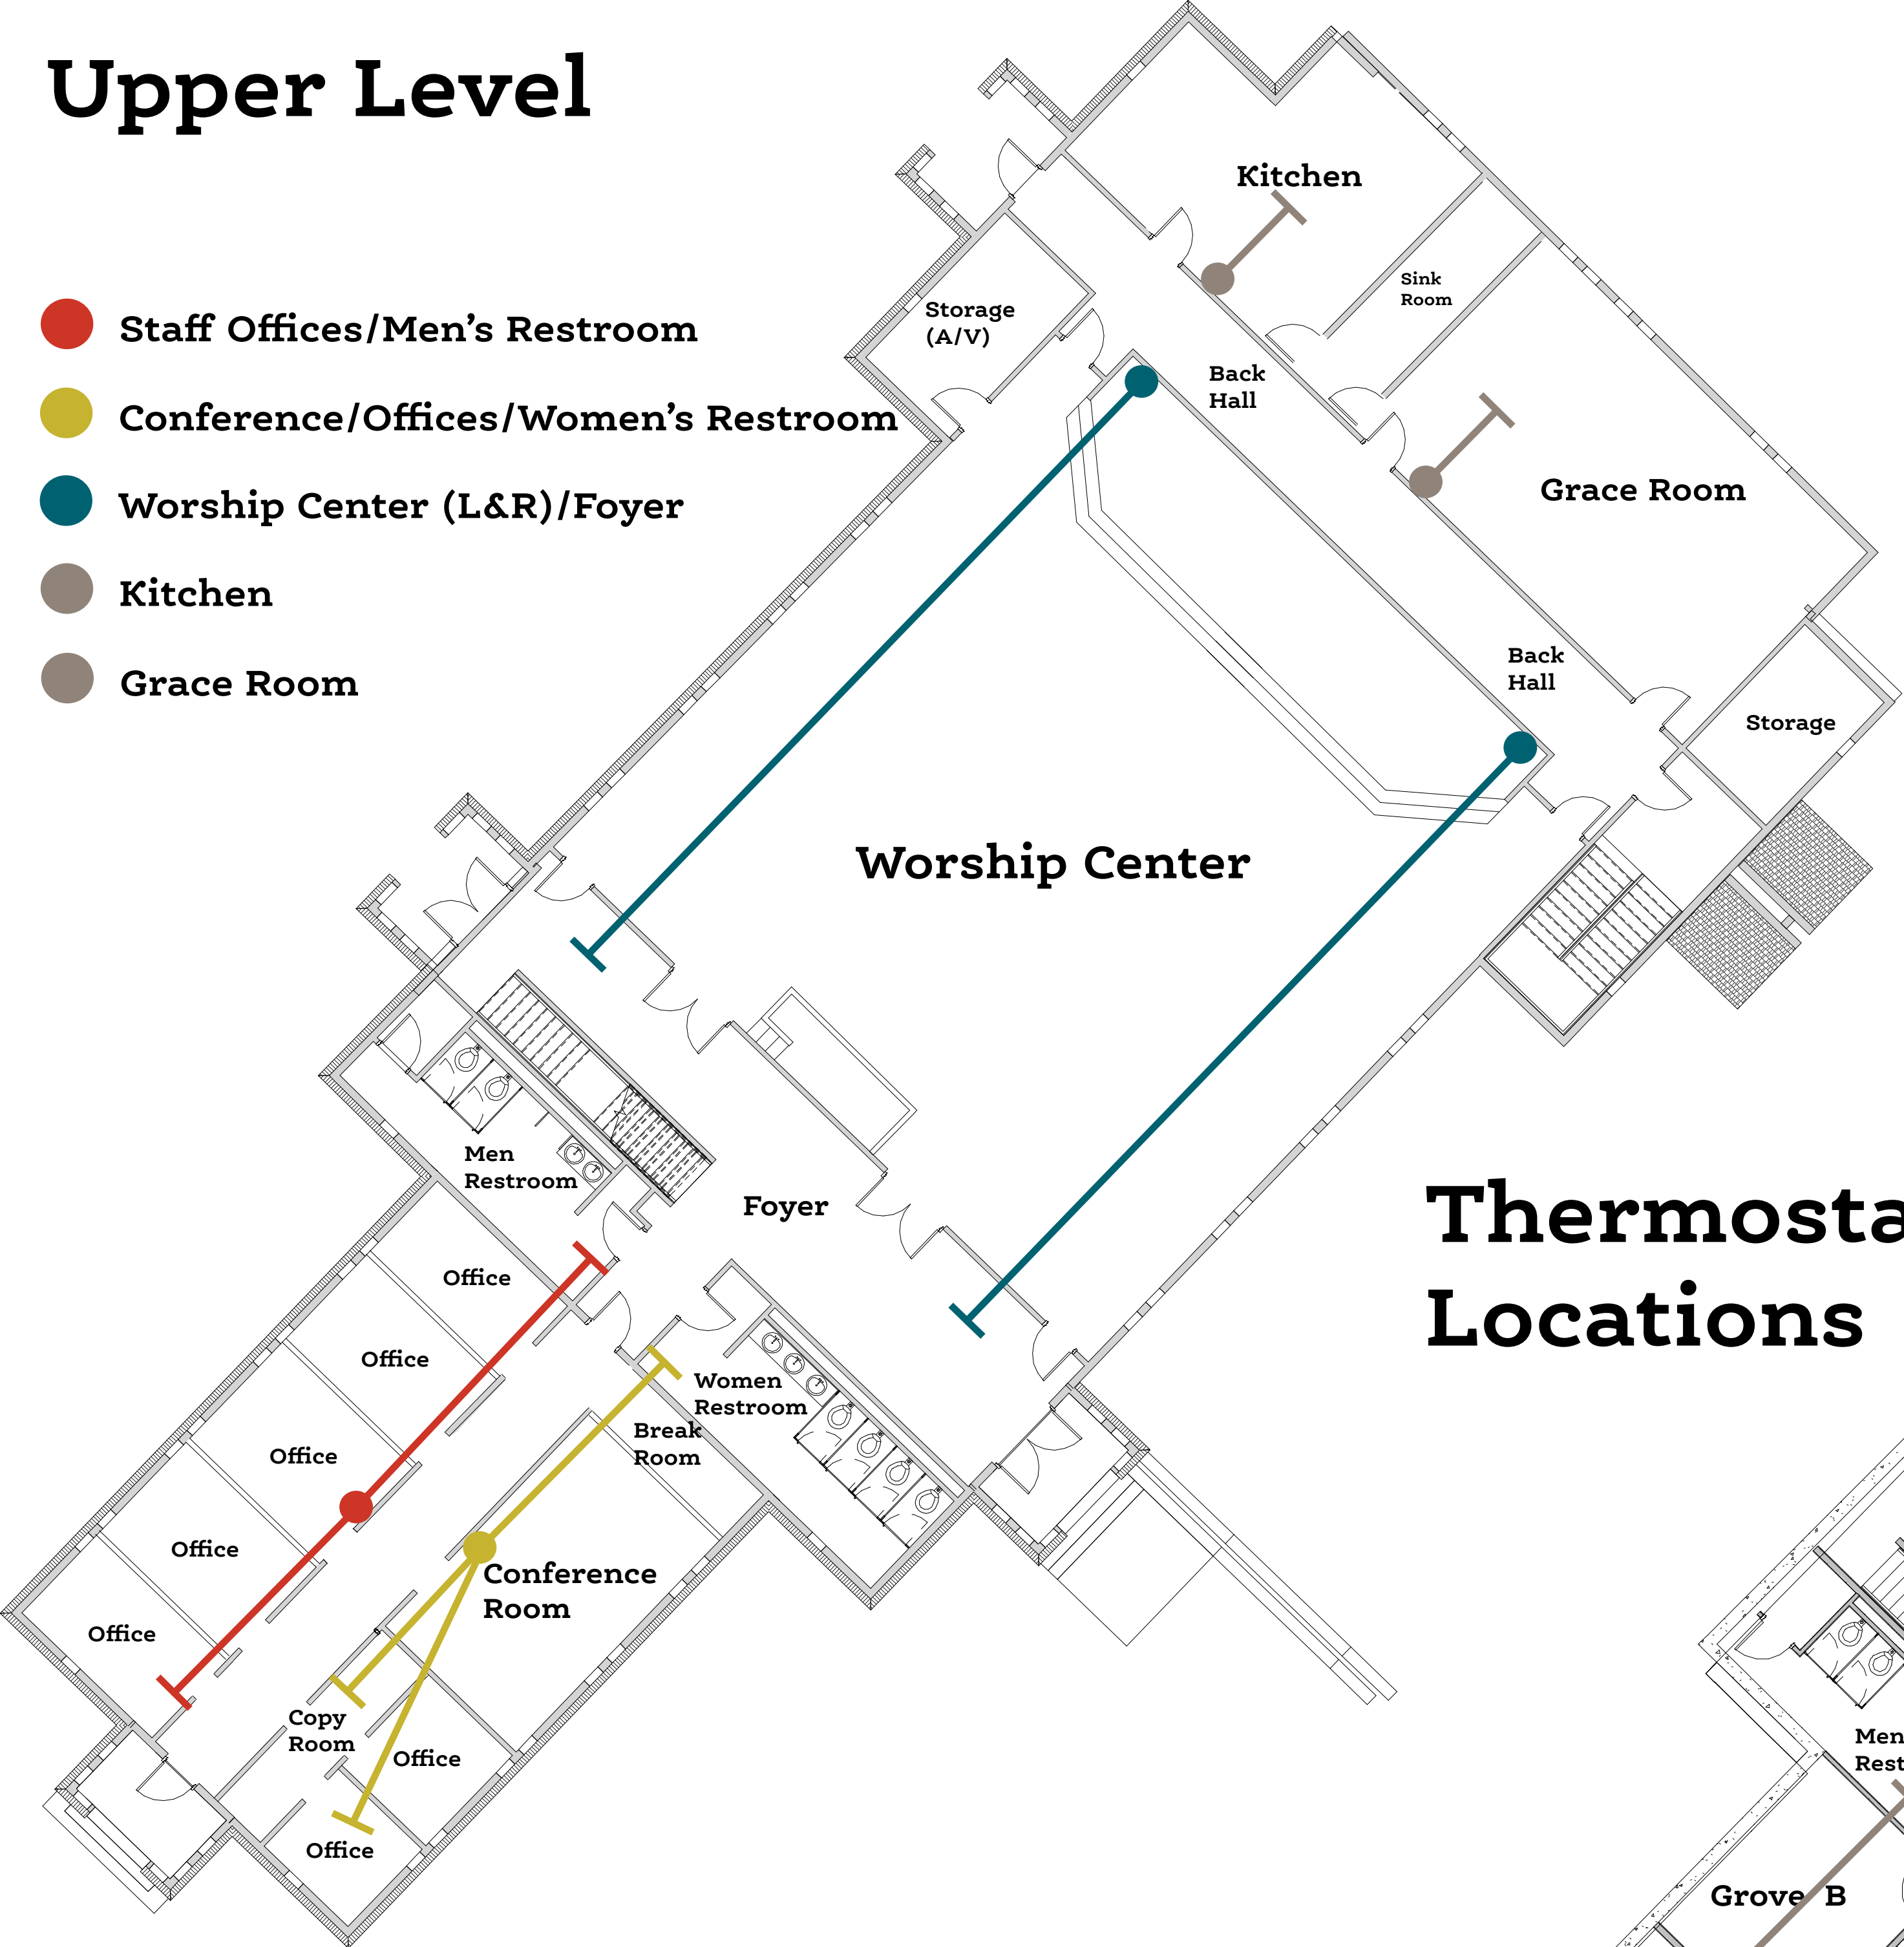 Upper Level
Staff Offices/Men's Restroom
Conference/Offices/Women's Restroom
Worship Center (L&R)/Foyer
Kitchen
Grace Room
Kitchen
Sink
Room
Storage
(A/V)
Back
Hall
Grace Room
Back
Hall
Storage
Worship Center
Men
Restroom
Foyer
Office
Office
Office
Office
Office
Women
Restroom
Break
Room
Conference
Room
Copy
Room
Office
Office
Thermosta
Locations
Men
Rest
Grove B